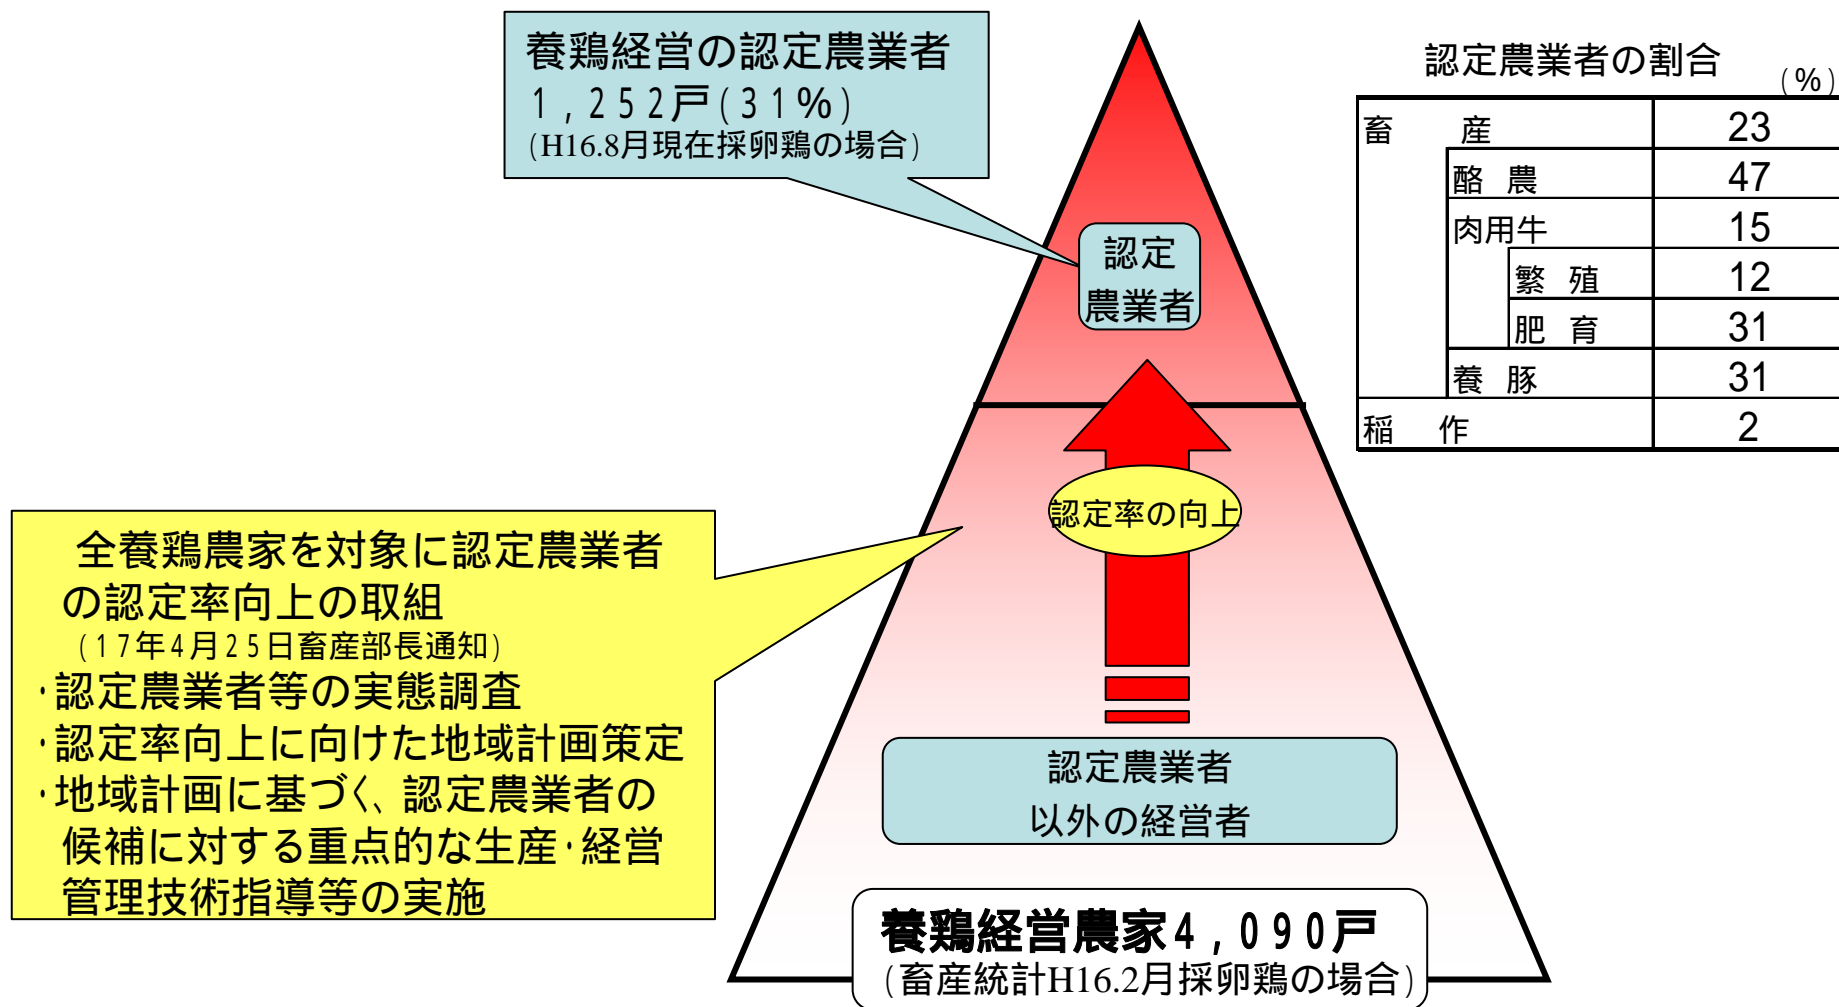 養鶏経営の認定農業者
1,252戸(31%)
(H16.8月現在採卵鶏の場合)
認定農業者の割合
(%)
畜 産 23
酪 農 47
肉用牛 15
繁 殖 12
肥 育 31
養 豚 31
稲 作 2
認定
農業者
認定率の向上
全養鶏農家を対象に認定農業者
の認定率向上の取組
(17年4月25日畜産部長通知)
・認定農業者等の実態調査
・認定率向上に向けた地域計画策定
・地域計画に基づく、認定農業者の
候補に対する重点的な生産・経営
管理技術指導等の実施
認定農業者
以外の経営者
養鶏経営農家4,090戸
(畜産統計H16.2月採卵鶏の場合)